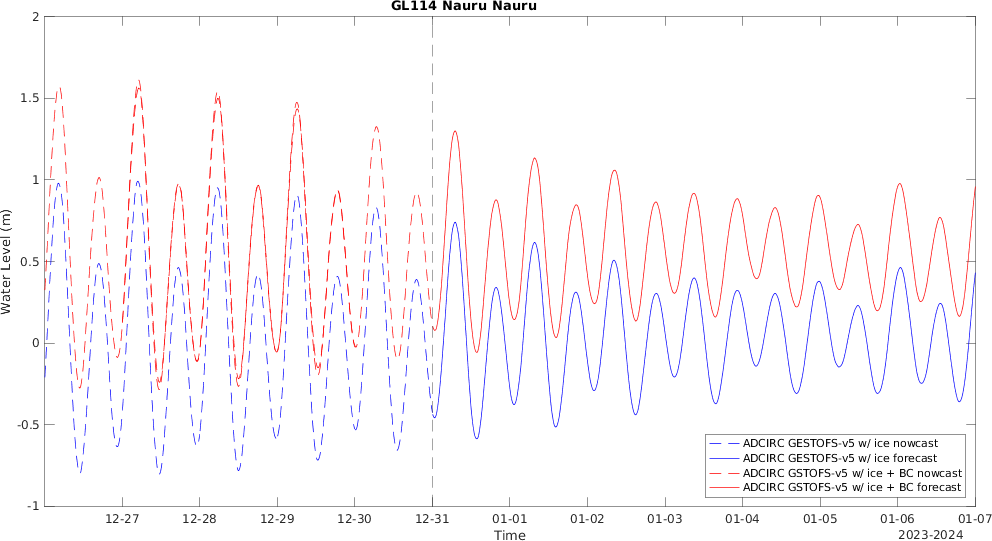 GL114 Nauru Nauru
2
1.5
1
0.5
0
-0.5
-1
Water Level (m)
12-27 12-28 12-29 12-30 12-31 01-01 01-02 01-03 01-04 01-05 01-06 01-07
Time
2023-2024
ADCIRC GESTOFS-v5 w/ ice nowcast
ADCIRC GESTOFS-v5 w/ ice forecast
ADCIRC GSTOFS-v5 w/ ice + BC nowcast
ADCIRC GSTOFS-v5 w/ ice + BC forecast